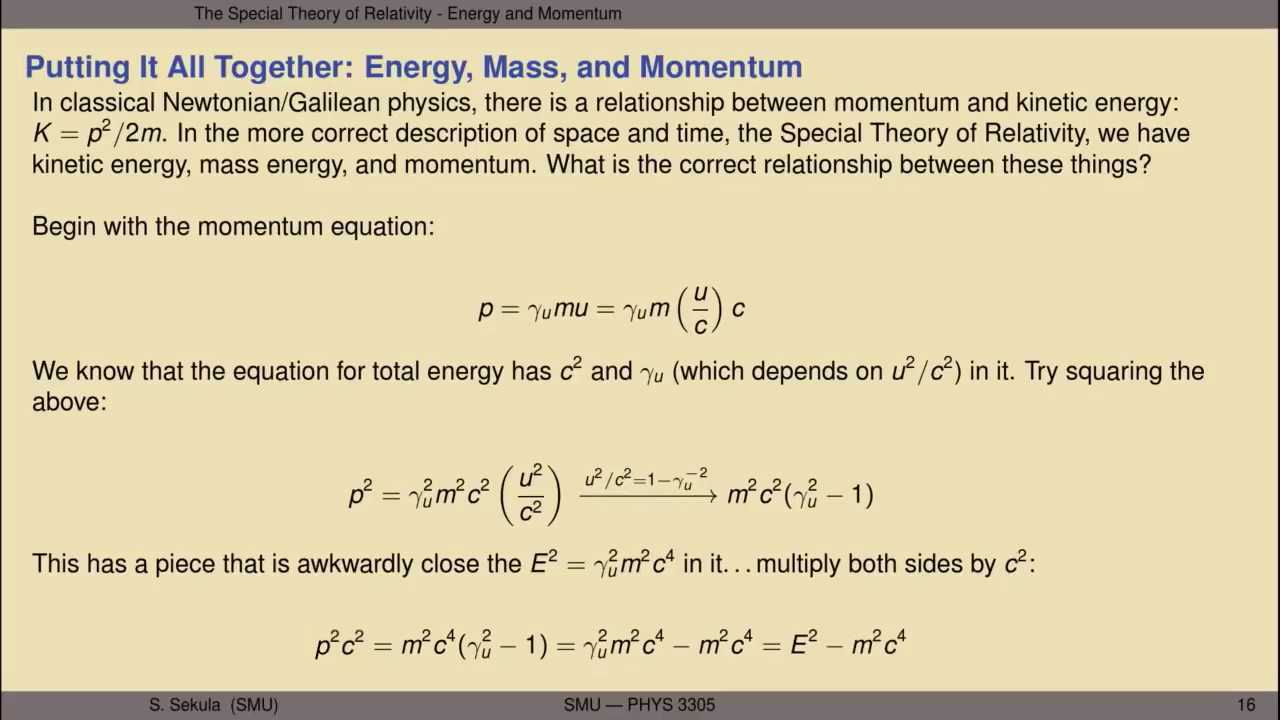 The Special Theory of Relativity - Energy and Momentum
Putting It All Together: Energy, Mass, and Momentum
In classical Newtonian/Galilean physics, there is a relationship between momentum and kinetic energy:
K = p²/2m. In the more correct description of space and time, the Special Theory of Relativity, we have
kinetic energy, mass energy, and momentum. What is the correct relationship between these things?
Begin with the momentum equation:
p = γᵤmu = γᵤm (u/c) c
We know that the equation for total energy has c² and γᵤ (which depends on u²/c²) in it. Try squaring the
above:
p² = γᵤ²m²c² (u²/c²) u²/c²=1−γᵤ⁻² → m²c²(γᵤ² − 1)
This has a piece that is awkwardly close the E² = γᵤ²m²c⁴ in it. . . multiply both sides by c²:
p²c² = m²c⁴(γᵤ² − 1) = γᵤ²m²c⁴ − m²c⁴ = E² − m²c⁴
S. Sekula (SMU) SMU — PHYS 3305 16